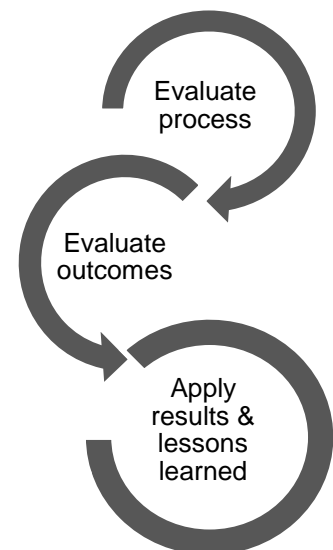 Evaluate
process
Evaluate
outcomes
Apply
results &
lessons
learned